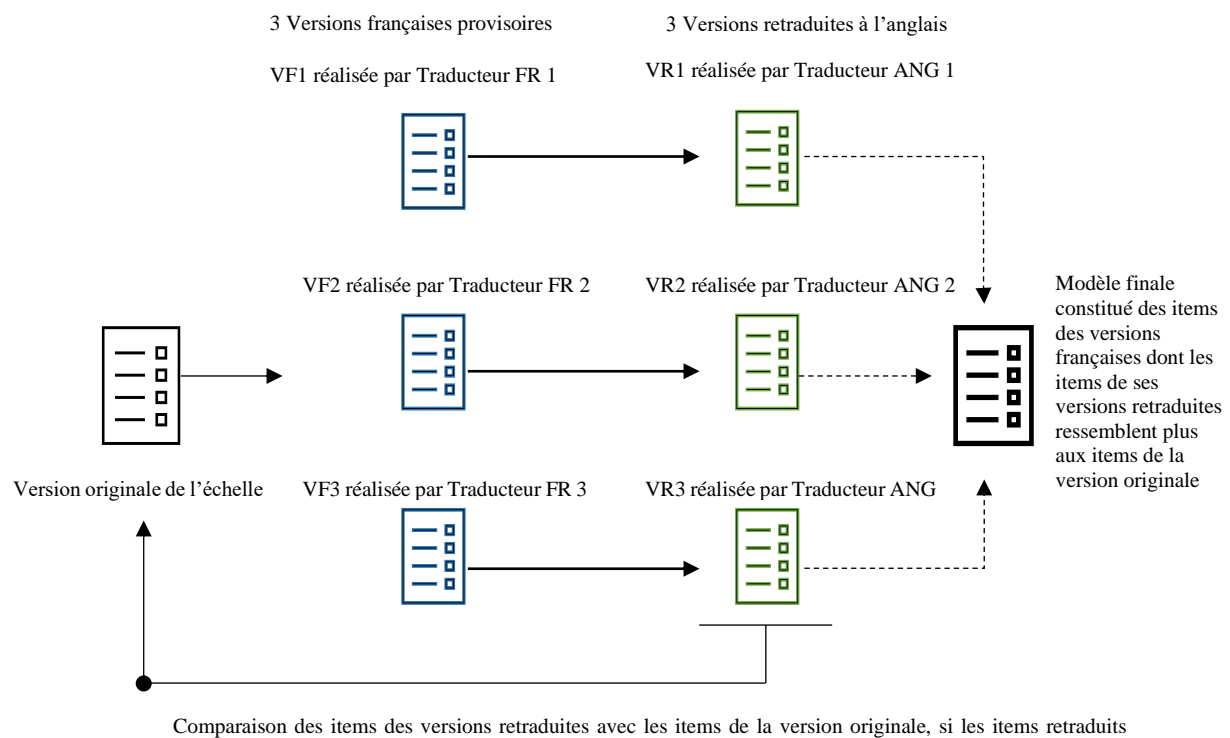 3 Versions françaises provisoires
3 Versions retraduites à l’anglais
VF1 réalisée par Traducteur FR 1
VR1 réalisée par Traducteur ANG 1
VF2 réalisée par Traducteur FR 2
VR2 réalisée par Traducteur ANG 2
Modèle finale
constitué des items
des versions
françaises dont les
items de ses
versions retraduites
ressemblent plus
aux items de la
version originale
Version originale de l’échelle
VF3 réalisée par Traducteur FR 3
VR3 réalisée par Traducteur ANG
Comparaison des items des versions retraduites avec les items de la version originale, si les items retraduits